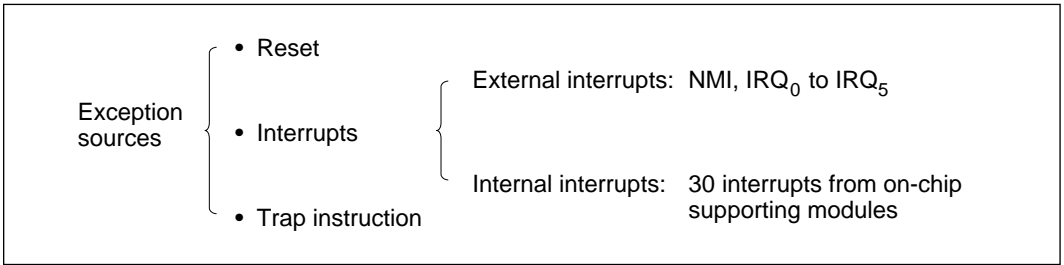 Exception
sources
• Reset
• Interrupts
• Trap instruction
External interrupts: NMI, IRQ0 to IRQ5
Internal interrupts: 30 interrupts from on-chip
supporting modules